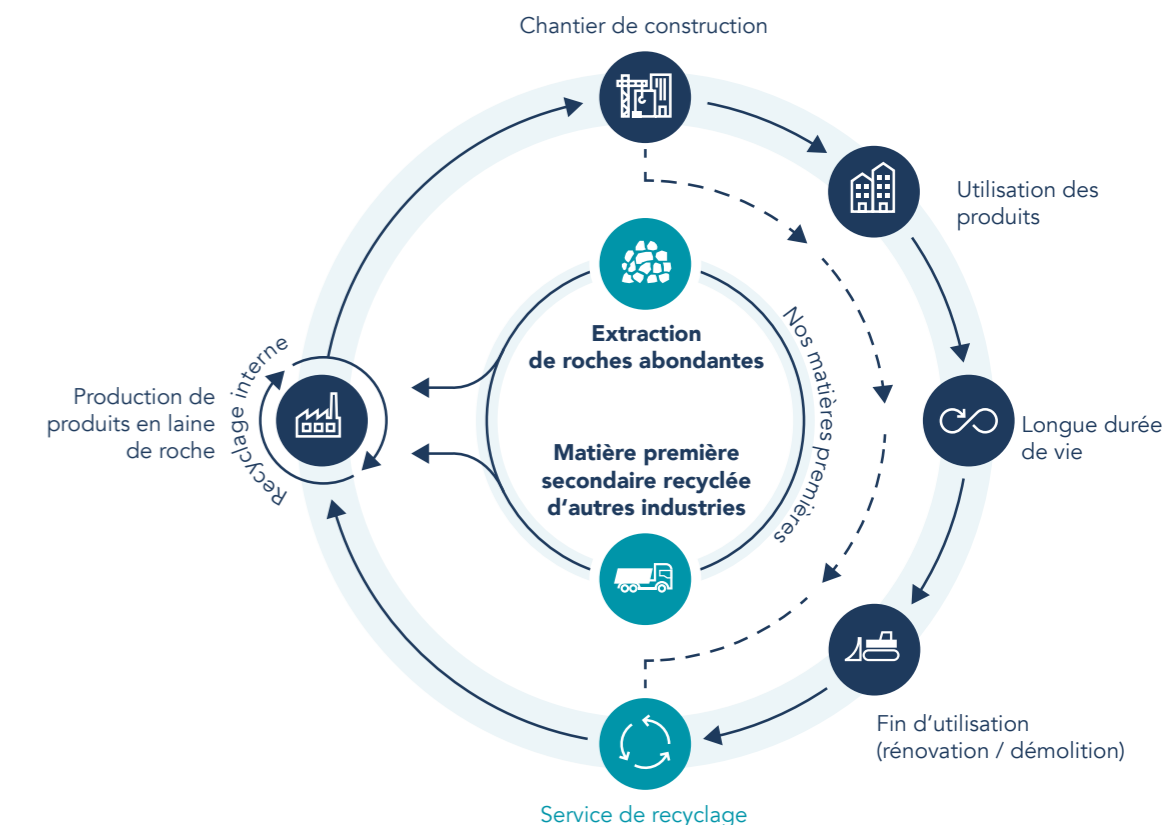 Chantier de construction
Utilisation des
produits
Extraction
de roches abondantes
Nos matières premières
Recyclage interne
Production de
produits en laine
de roche
Longue durée
de vie
Matière première
secondaire recyclée
d’autres industries
Fin d’utilisation
(rénovation / démolition)
Service de recyclage